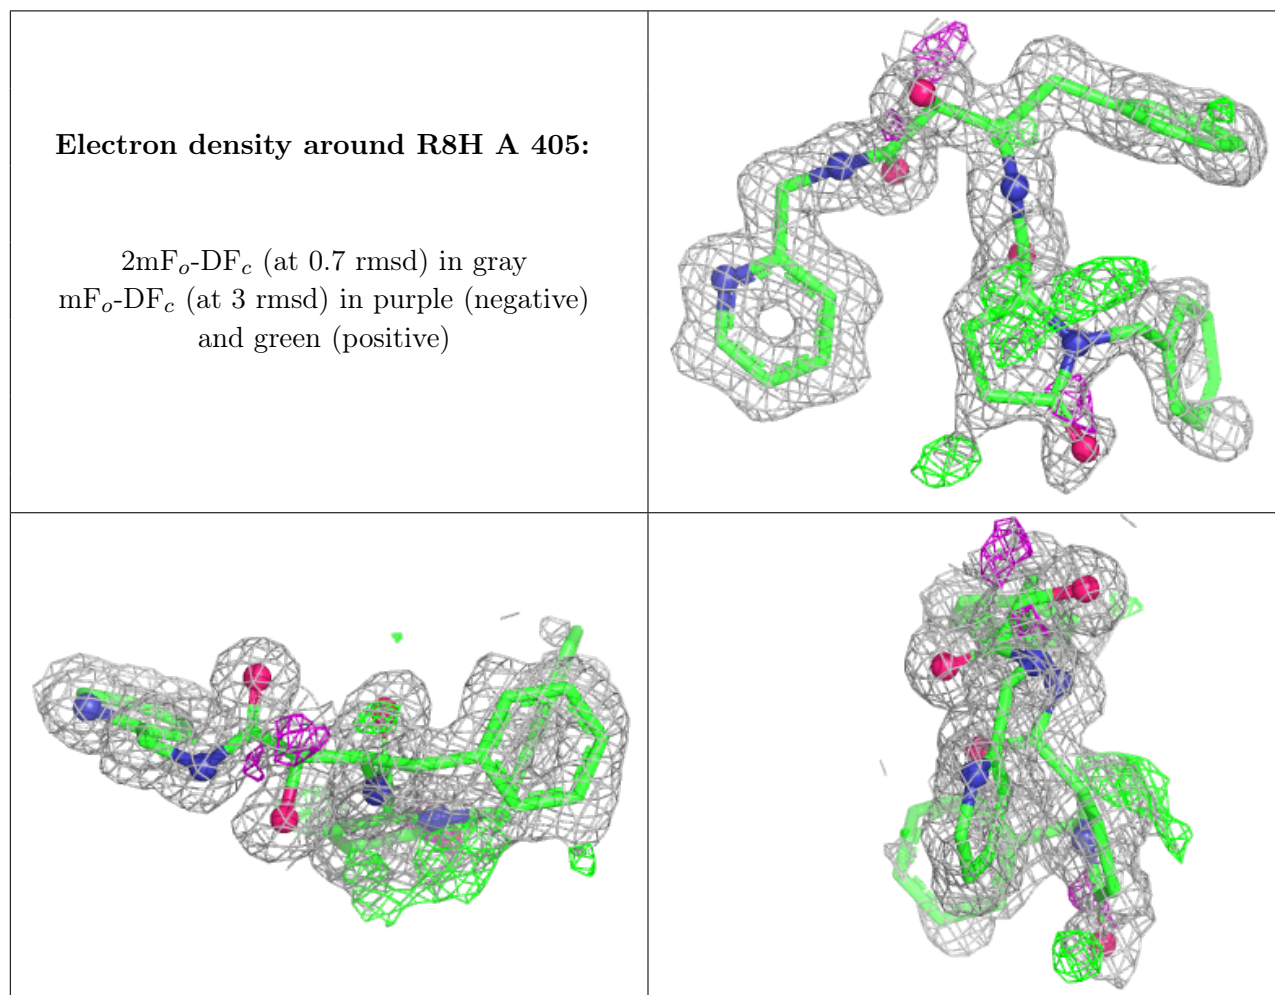 Electron density around R8H A 405:
2mFo-DFc (at 0.7 rmsd) in gray
mFo-DFc (at 3 rmsd) in purple (negative)
and green (positive)